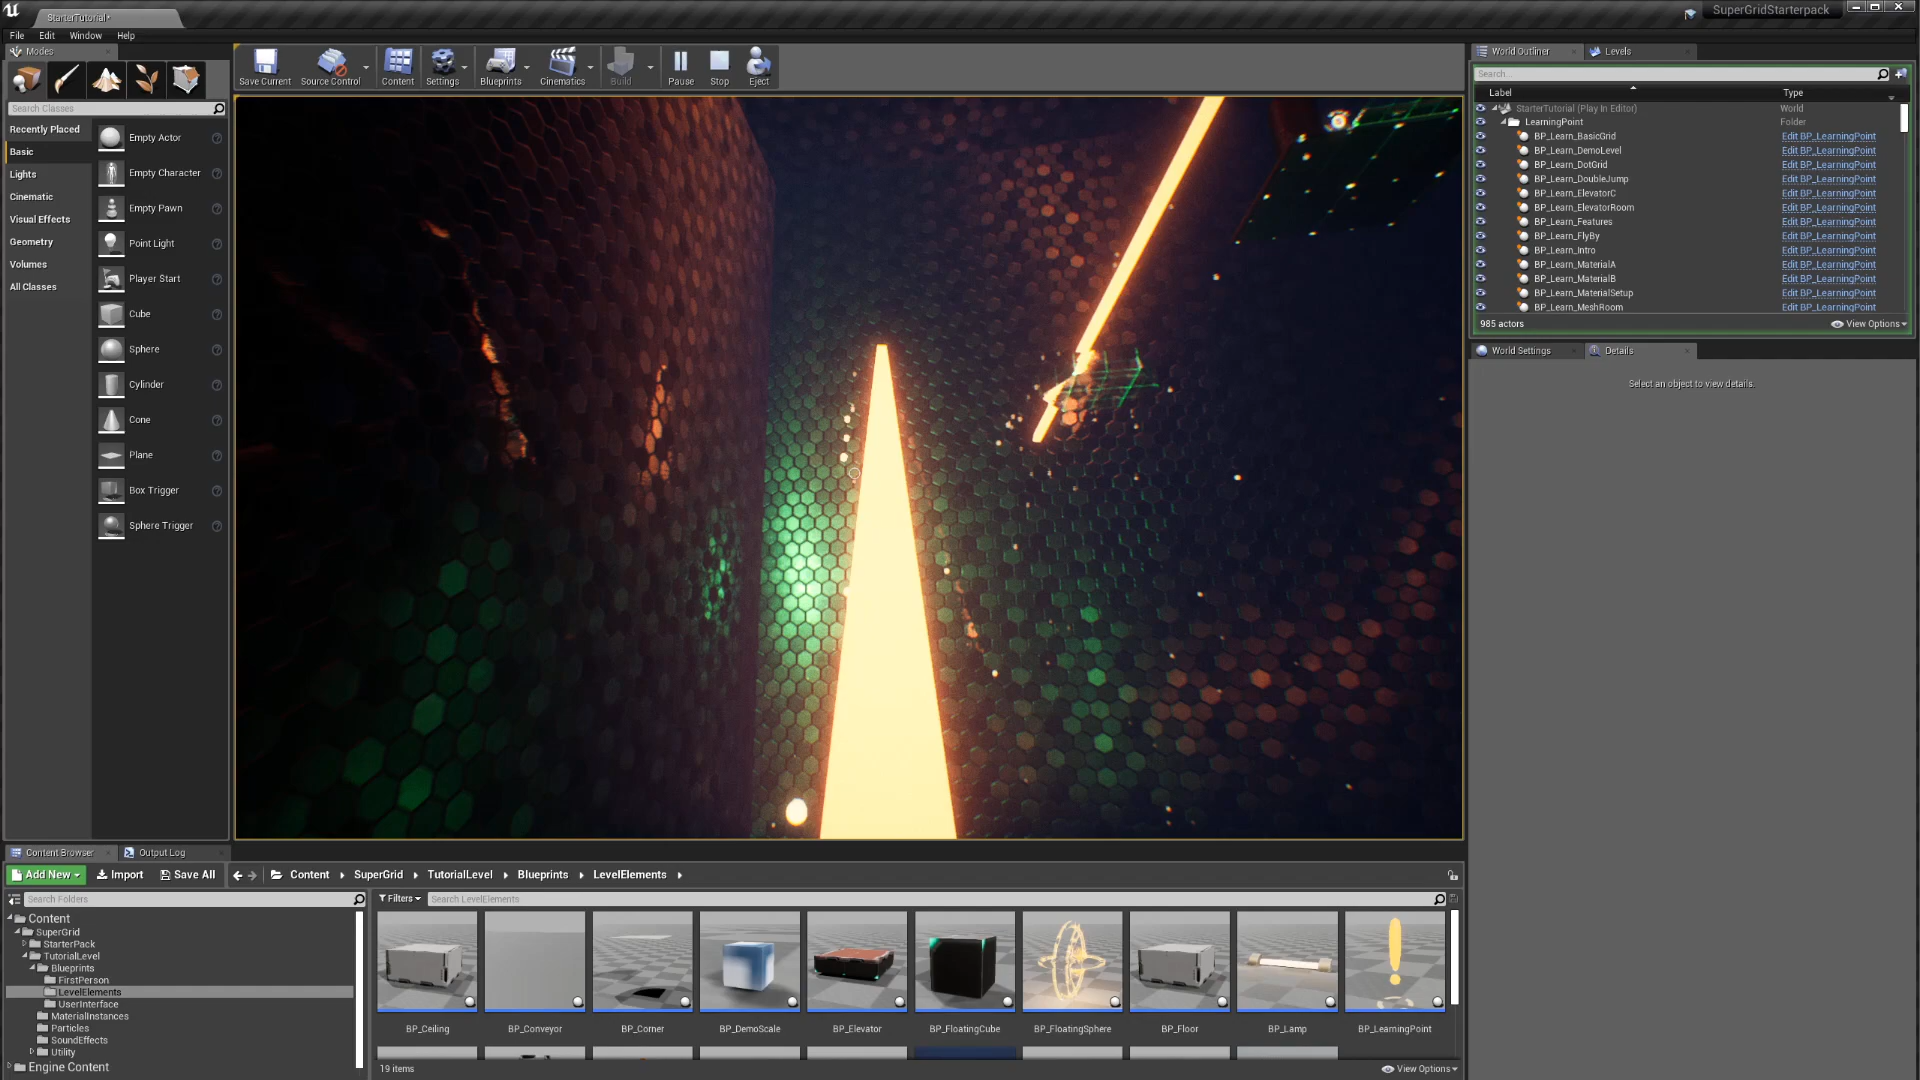 StarterTutorial*
SuperGridStarterpack
File Edit Window Help
Modes
Save Current
Source Control
Content
Settings
Blueprints
Cinematics
Build
Pause
Stop
Eject
World Outliner
Levels
Search Classes
Recently Placed
Basic
Lights
Cinematic
Visual Effects
Geometry
Volumes
All Classes
Empty Actor
Empty Character
Empty Pawn
Point Light
Player Start
Cube
Sphere
Cylinder
Cone
Plane
Box Trigger
Sphere Trigger
Search...
Label Type
StarterTutorial (Play In Editor) World
LearningPoint Folder
BP_Learn_BasicGrid Edit BP_LearningPoint
BP_Learn_DemoLevel Edit BP_LearningPoint
BP_Learn_DotGrid Edit BP_LearningPoint
BP_Learn_DoubleJump Edit BP_LearningPoint
BP_Learn_ElevatorC Edit BP_LearningPoint
BP_Learn_ElevatorRoom Edit BP_LearningPoint
BP_Learn_Features Edit BP_LearningPoint
BP_Learn_FlyBy Edit BP_LearningPoint
BP_Learn_Intro Edit BP_LearningPoint
BP_Learn_MaterialA Edit BP_LearningPoint
BP_Learn_MaterialB Edit BP_LearningPoint
BP_Learn_MaterialSetup Edit BP_LearningPoint
BP_Learn_MeshRoom Edit BP_LearningPoint
985 actors View Options
World Settings
Details
Select an object to view details.
Content Browser
Output Log
Add New Import Save All Content SuperGrid TutorialLevel Blueprints LevelElements
Search Folders
Filters Search LevelElements
Content
SuperGrid
StarterPack
TutorialLevel
Blueprints
FirstPerson
LevelElements
UserInterface
MaterialInstances
Particles
SoundEffects
Utility
Engine Content
BP_Ceiling
BP_Conveyor
BP_Corner
BP_DemoScale
BP_Elevator
BP_FloatingCube
BP_FloatingSphere
BP_Floor
BP_Lamp
BP_LearningPoint
19 items View Options